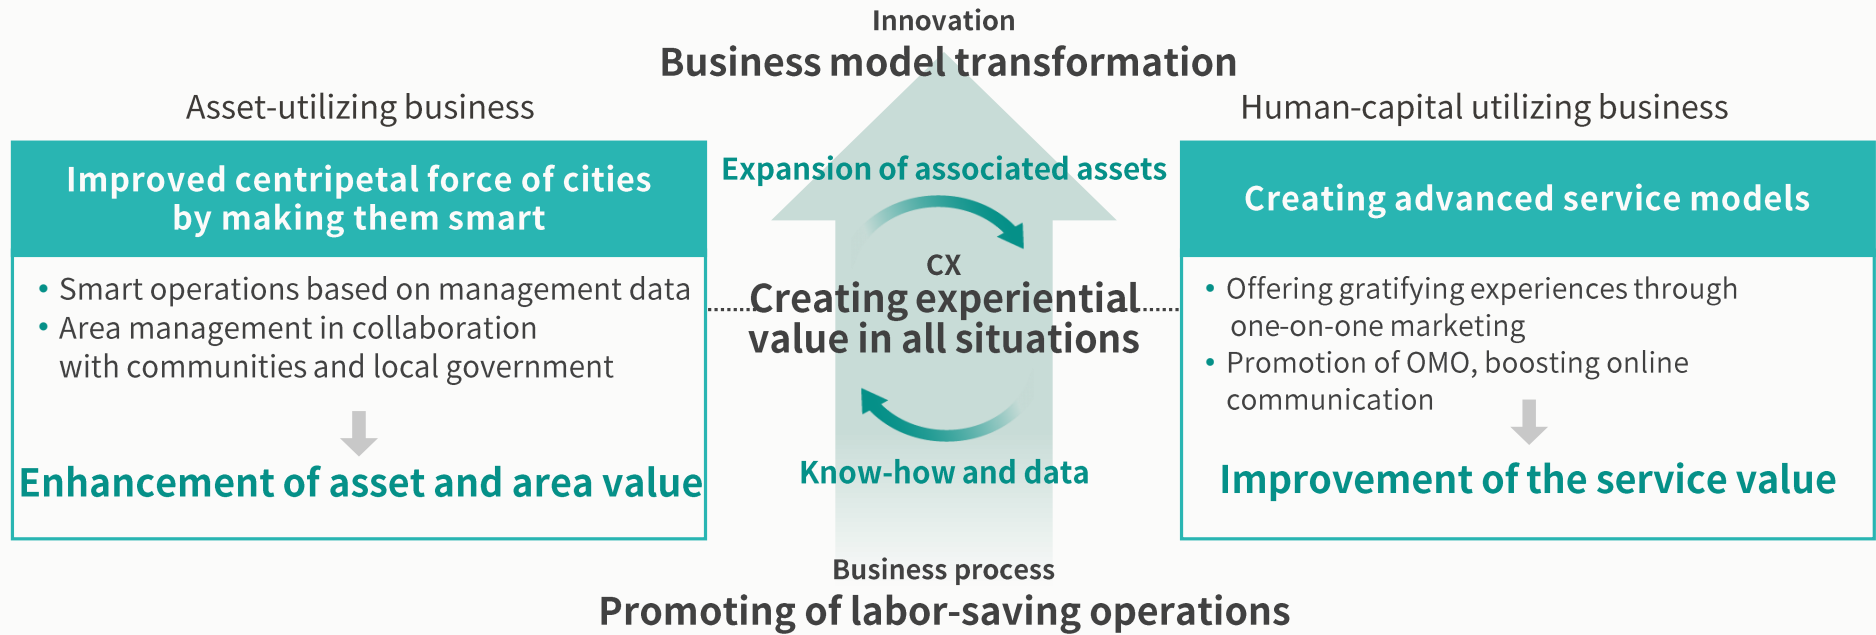 Innovation
Business model transformation
Asset-utilizing business
Improved centripetal force of cities
by making them smart
• Smart operations based on management data
• Area management in collaboration
with communities and local government
Enhancement of asset and area value
Expansion of associated assets
CX
Creating experiential
value in all situations
Know-how and data
Human-capital utilizing business
Creating advanced service models
• Offering gratifying experiences through
one-on-one marketing
• Promotion of OMO, boosting online
communication
Improvement of the service value
Business process
Promoting of labor-saving operations